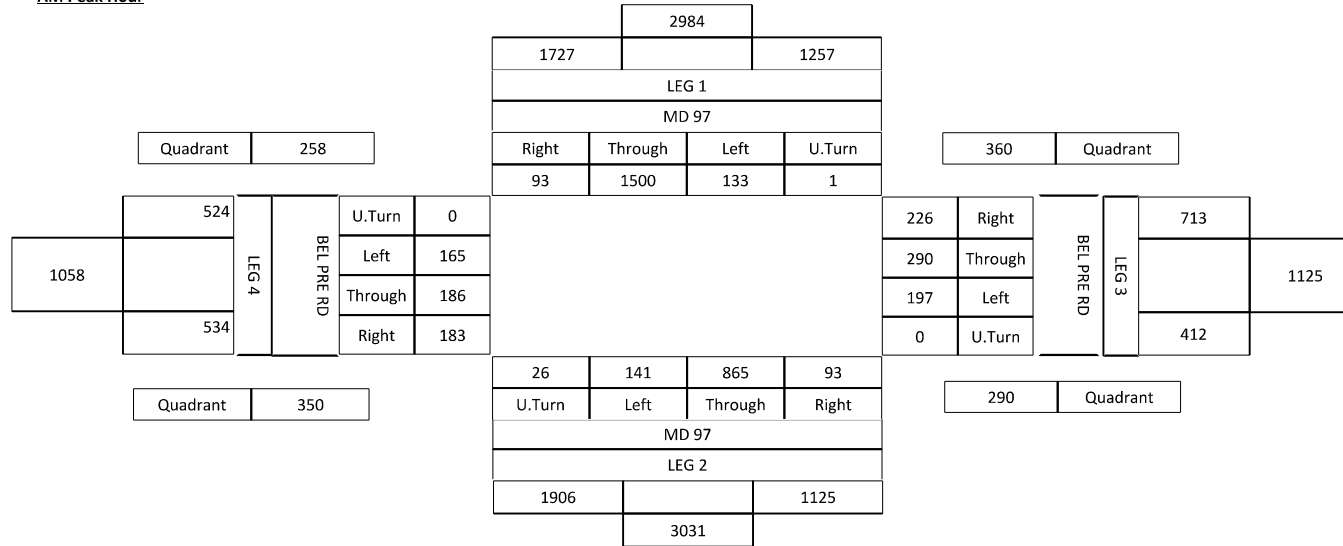 AM Peak Hour
2984
1727 1257
LEG 1
MD 97
Quadrant 258
Right Through Left U.Turn
360 Quadrant
93 1500 133 1
524 LEG 4 BEL PRE RD U.Turn 0
226 Right BEL PRE RD LEG 3 713
Left 165
290 Through
1058
1125
Through 186
197 Left
534 Right 183
0 U.Turn 412
26 141 865 93
Quadrant 350
U.Turn Left Through Right
290 Quadrant
MD 97
LEG 2
1906 1125
3031